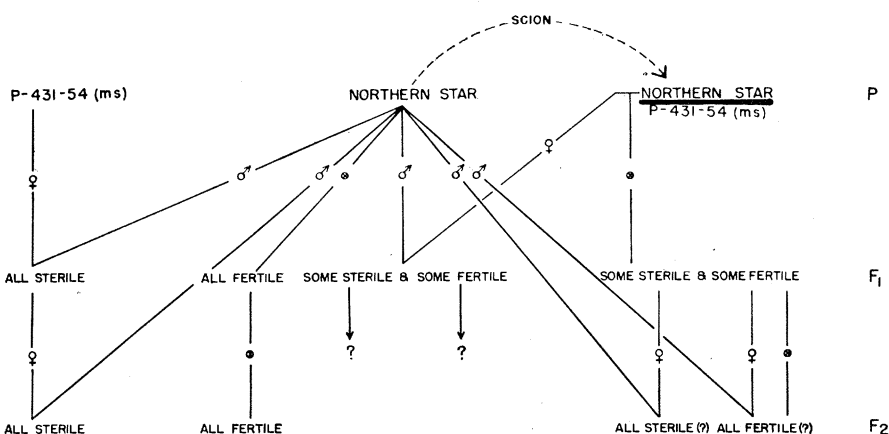 SCION
P-431-54 (ms)
NORTHERN STAR
NORTHERN STAR
P-431-54 (ms)
P
♀
♂
♂
⊗
♂
♂
♂
♀
⊗
ALL STERILE
ALL FERTILE
SOME STERILE & SOME FERTILE
SOME STERILE & SOME FERTILE
F1
♀
⊗
?
?
♀
♀
⊗
ALL STERILE
ALL FERTILE
ALL STERILE(?)
ALL FERTILE(?)
F2